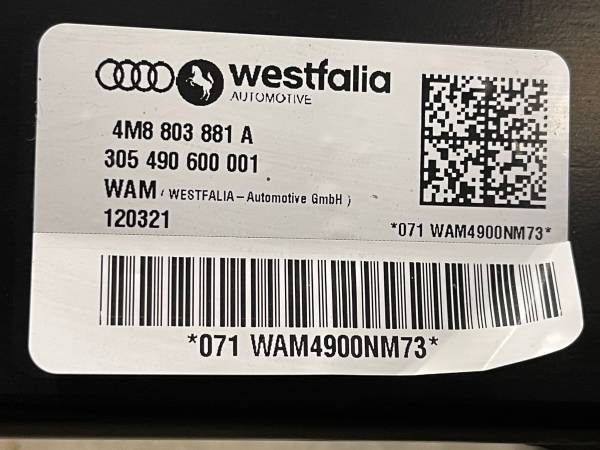 westfalia
AUTOMOTIVE
4M8 803 881 A
305 490 600 001
WAM ( WESTFALIA-Automotive GmbH )
120321
*071 WAM4900NM73*
*071 WAM4900NM73*